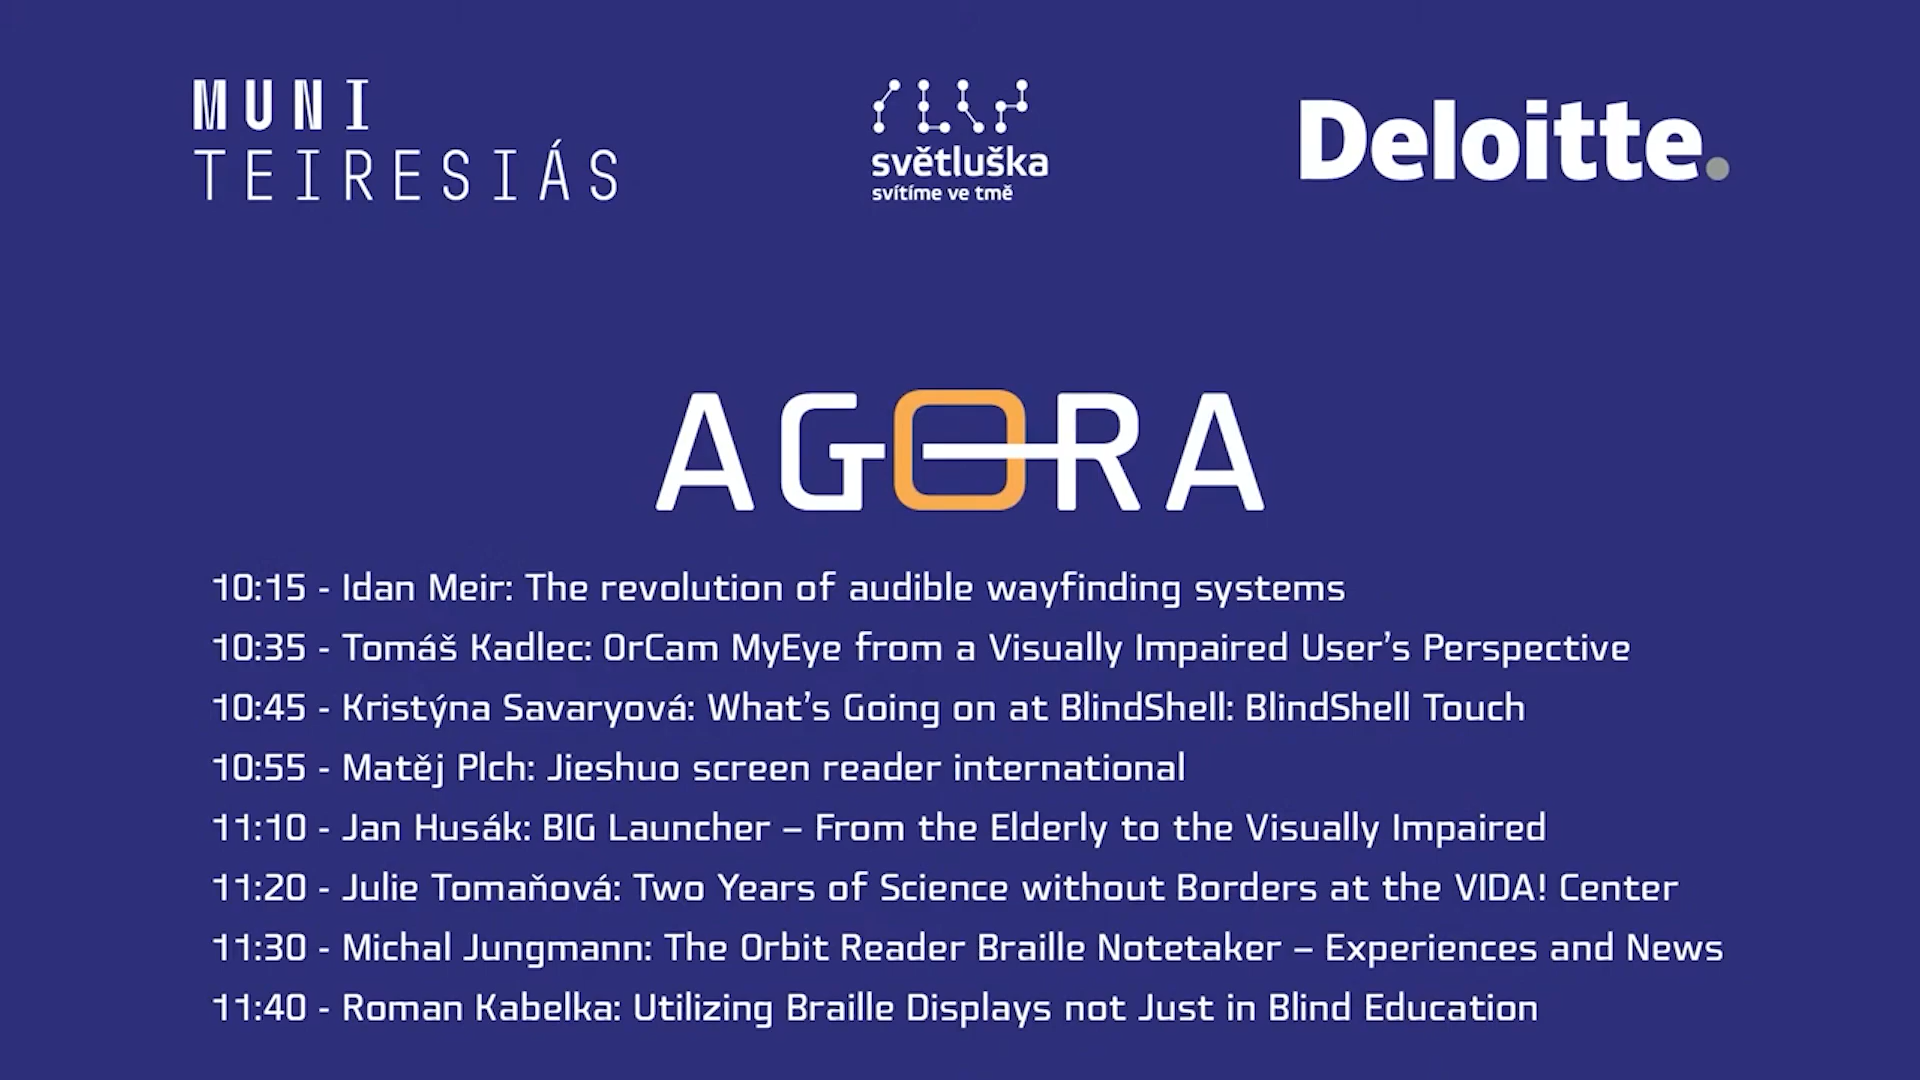 MUNI
TEIRESIÁS
světluška
svítíme ve tmě
Deloitte.
AGORA
10:15 - Idan Meir: The revolution of audible wayfinding systems
10:35 - Tomáš Kadlec: OrCam MyEye from a Visually Impaired User’s Perspective
10:45 - Kristýna Savaryová: What’s Going on at BlindShell: BlindShell Touch
10:55 - Matěj Plch: Jieshuo screen reader international
11:10 - Jan Husák: BIG Launcher – From the Elderly to the Visually Impaired
11:20 - Julie Tomaňová: Two Years of Science without Borders at the VIDA! Center
11:30 - Michal Jungmann: The Orbit Reader Braille Notetaker – Experiences and News
11:40 - Roman Kabelka: Utilizing Braille Displays not Just in Blind Education